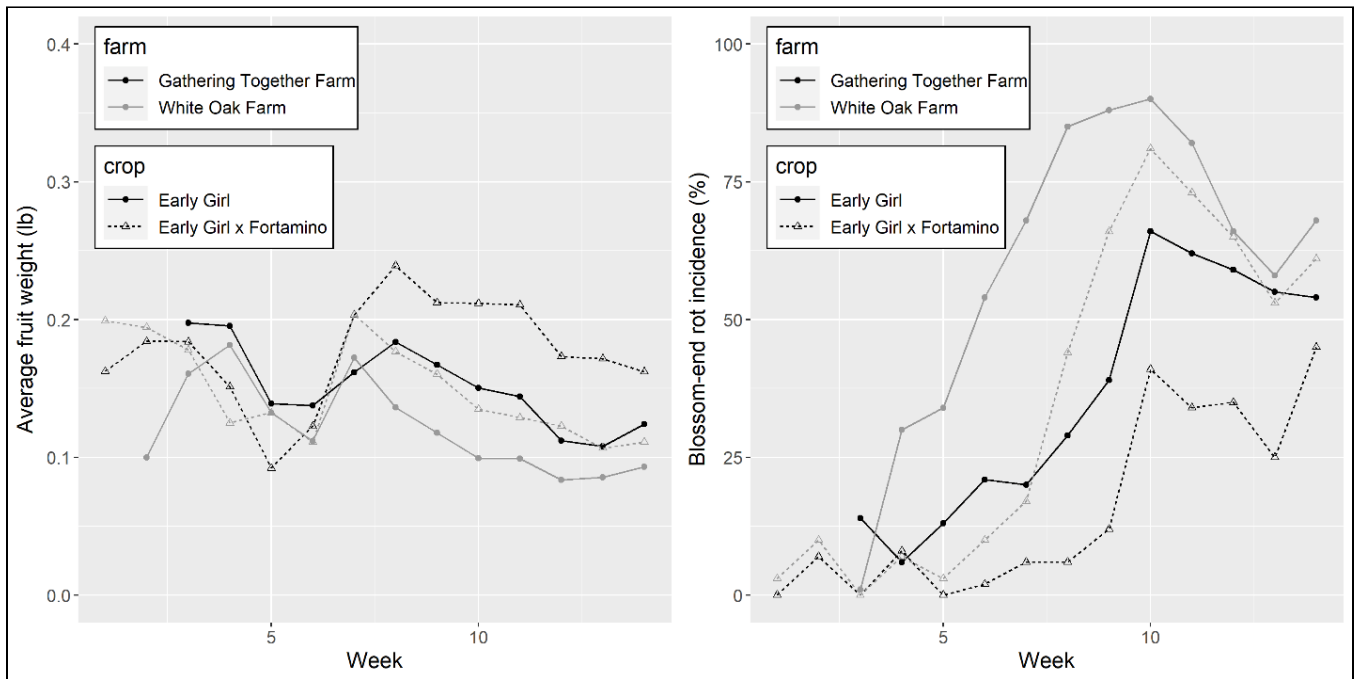 farm
Gathering Together Farm
White Oak Farm
crop
Early Girl
Early Girl x Fortamino
0.4
0.3
0.2
0.1
0.0
Average fruit weight (lb)
5
10
Week
farm
Gathering Together Farm
White Oak Farm
crop
Early Girl
Early Girl x Fortamino
100
75
50
25
0
Blossom-end rot incidence (%)
5
10
Week